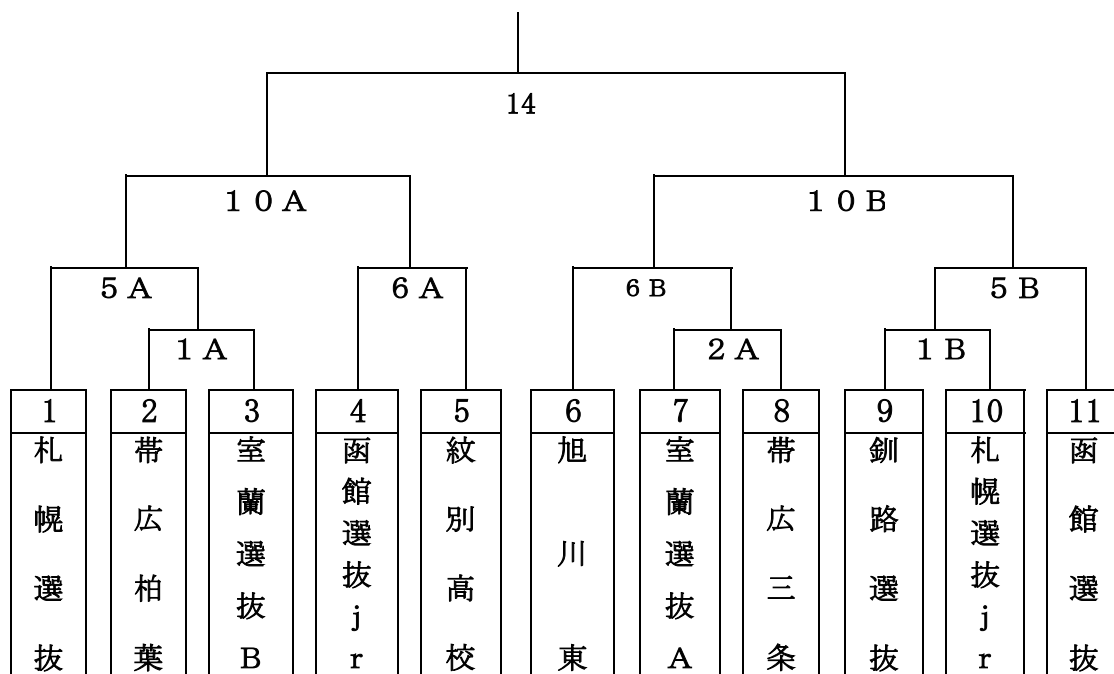 14
１０A
１０B
５A
６A
６B
５B
１A
２A
１B
1
2
3
4
5
6
7
8
9
10
11
札幌選抜
帯広柏葉
室蘭選抜B
函館選抜jr
紋別高校
旭川東
室蘭選抜A
帯広三条
釧路選抜
札幌選抜jr
函館選抜